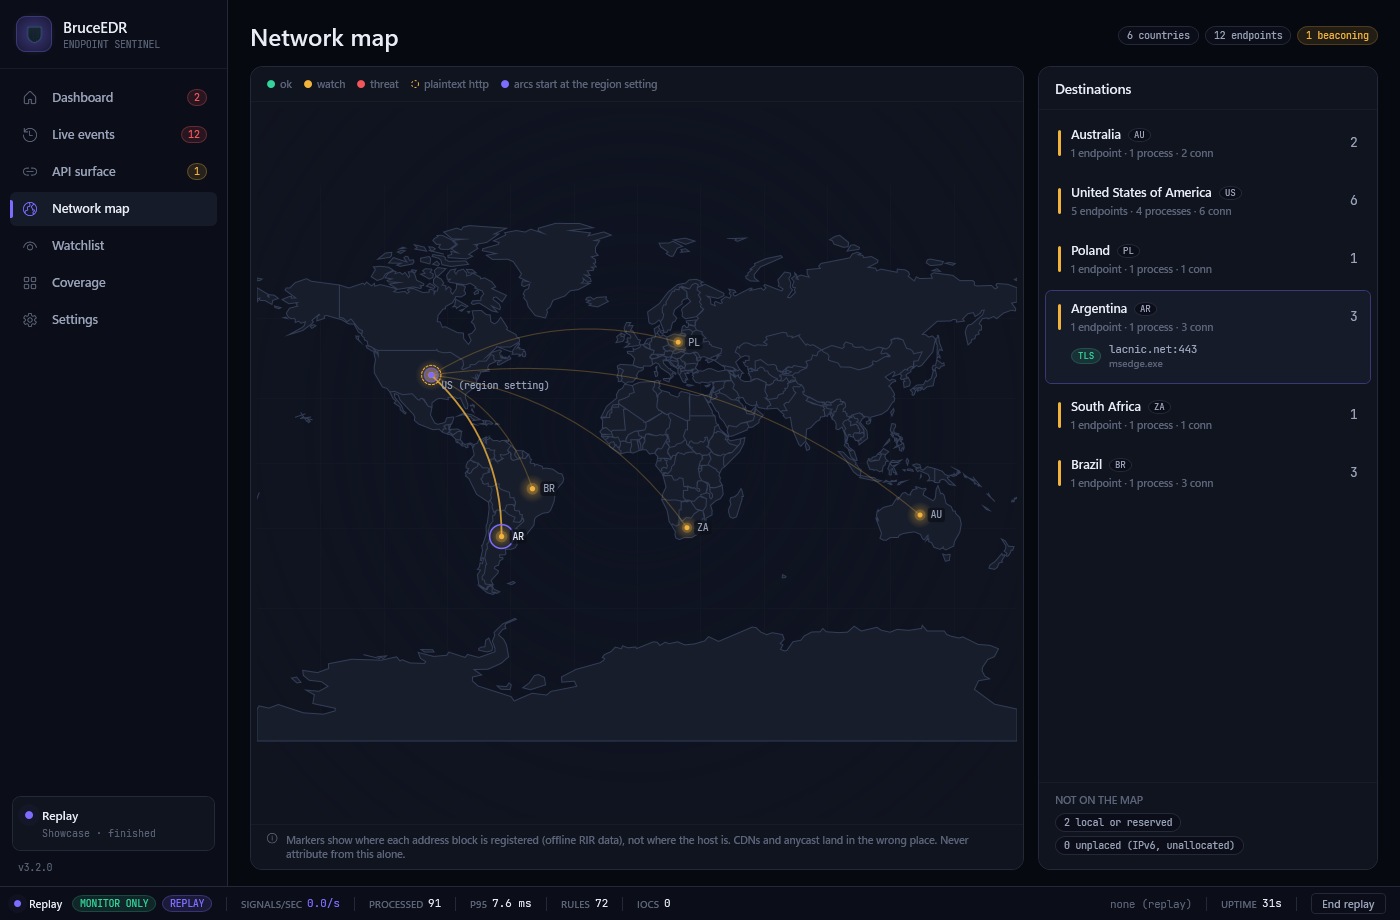 BruceEDR
ENDPOINT SENTINEL
Dashboard 2
Live events 12
API surface 1
Network map
Watchlist
Coverage
Settings
Replay
Showcase · finished
v3.2.0
Network map
6 countries 12 endpoints 1 beaconing
ok watch threat plaintext http arcs start at the region setting
PL
US (region setting)
BR
AU
ZA
AR
Markers show where each address block is registered (offline RIR data), not where the host is. CDNs and anycast land in the wrong place. Never
attribute from this alone.
Destinations
Australia AU 2
1 endpoint · 1 process · 2 conn
United States of America US 6
5 endpoints · 4 processes · 6 conn
Poland PL 1
1 endpoint · 1 process · 1 conn
Argentina AR 3
1 endpoint · 1 process · 3 conn
TLS lacnic.net:443
msedge.exe
South Africa ZA 1
1 endpoint · 1 process · 1 conn
Brazil BR 3
1 endpoint · 1 process · 3 conn
NOT ON THE MAP
2 local or reserved
0 unplaced (IPv6, unallocated)
Replay MONITOR ONLY REPLAY SIGNALS/SEC 0.0/s PROCESSED 91 P95 7.6 ms RULES 72 IOCS 0 none (replay) UPTIME 31s End replay